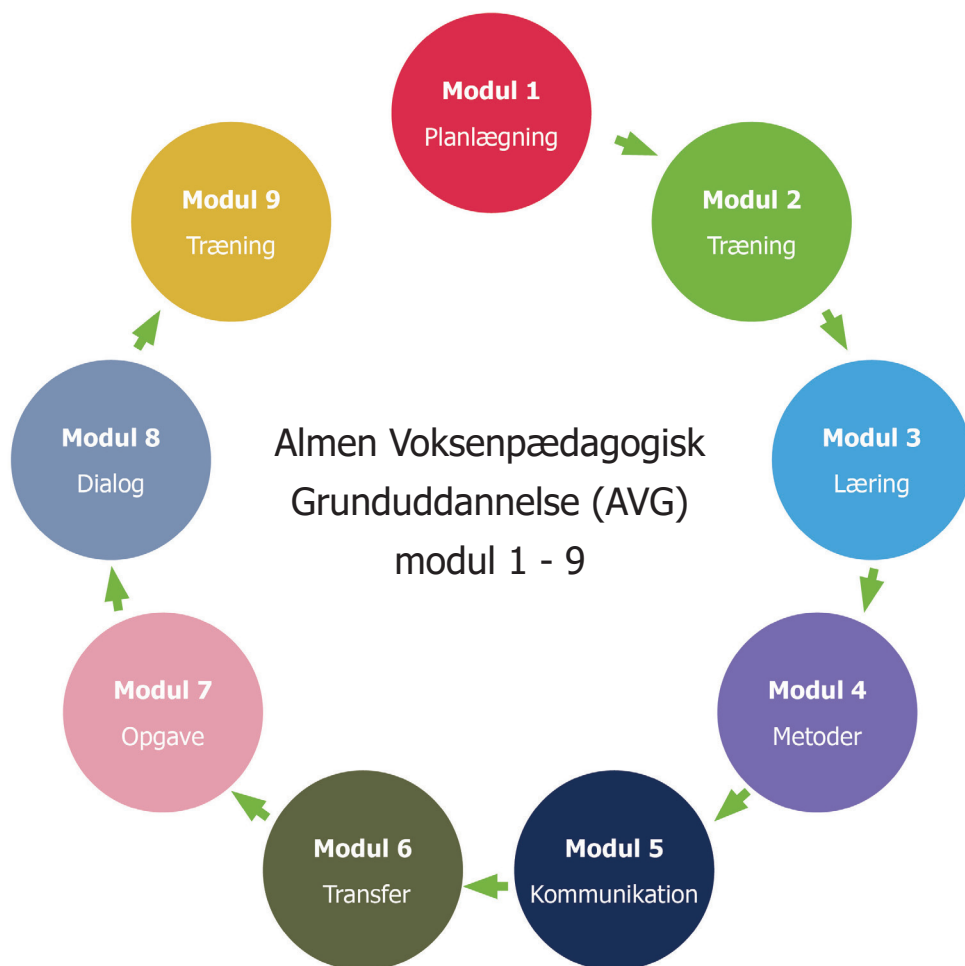 Modul 1
Planlægning
Modul 2
Træning
Modul 3
Læring
Modul 4
Metoder
Modul 5
Kommunikation
Modul 6
Transfer
Modul 7
Opgave
Modul 8
Dialog
Modul 9
Træning
Almen Voksenpædagogisk
Grunduddannelse (AVG)
modul 1 - 9